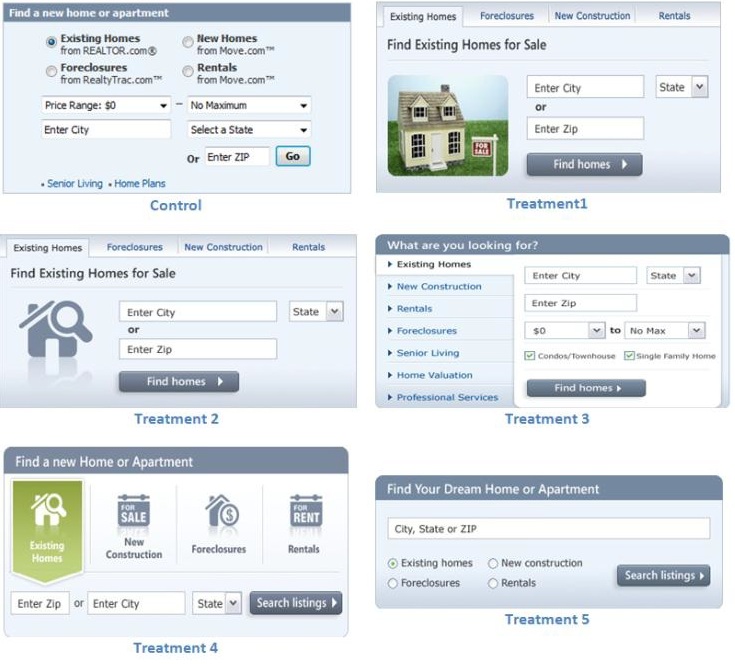 Find a new home or apartment
Existing Homes
from REALTOR.com®
New Homes
from Move.com™
Foreclosures
from RealtyTrac.com™
Rentals
from Move.com™
Price Range: $0 – No Maximum
Enter City Select a State
Or Enter ZIP Go
• Senior Living • Home Plans
Control
Existing Homes Foreclosures New Construction Rentals
Find Existing Homes for Sale
Enter City State
or
Enter Zip
FOR
SALE
Find homes
Treatment1
Existing Homes Foreclosures New Construction Rentals
Find Existing Homes for Sale
Enter City State
or
Enter Zip
Find homes
Treatment 2
What are you looking for?
Existing Homes
New Construction
Rentals
Foreclosures
Senior Living
Home Valuation
Professional Services
Enter City State
Enter Zip
$0 to No Max
Condos/Townhouse Single Family Home
Find homes
Treatment 3
Find a new Home or Apartment
Existing
Homes
FOR
SALE
New
Construction
$
Foreclosures
FOR
RENT
Rentals
Enter Zip or Enter City State Search listings
Treatment 4
Find Your Dream Home or Apartment
City, State or ZIP
Existing homes New construction
Foreclosures Rentals
Search listings
Treatment 5